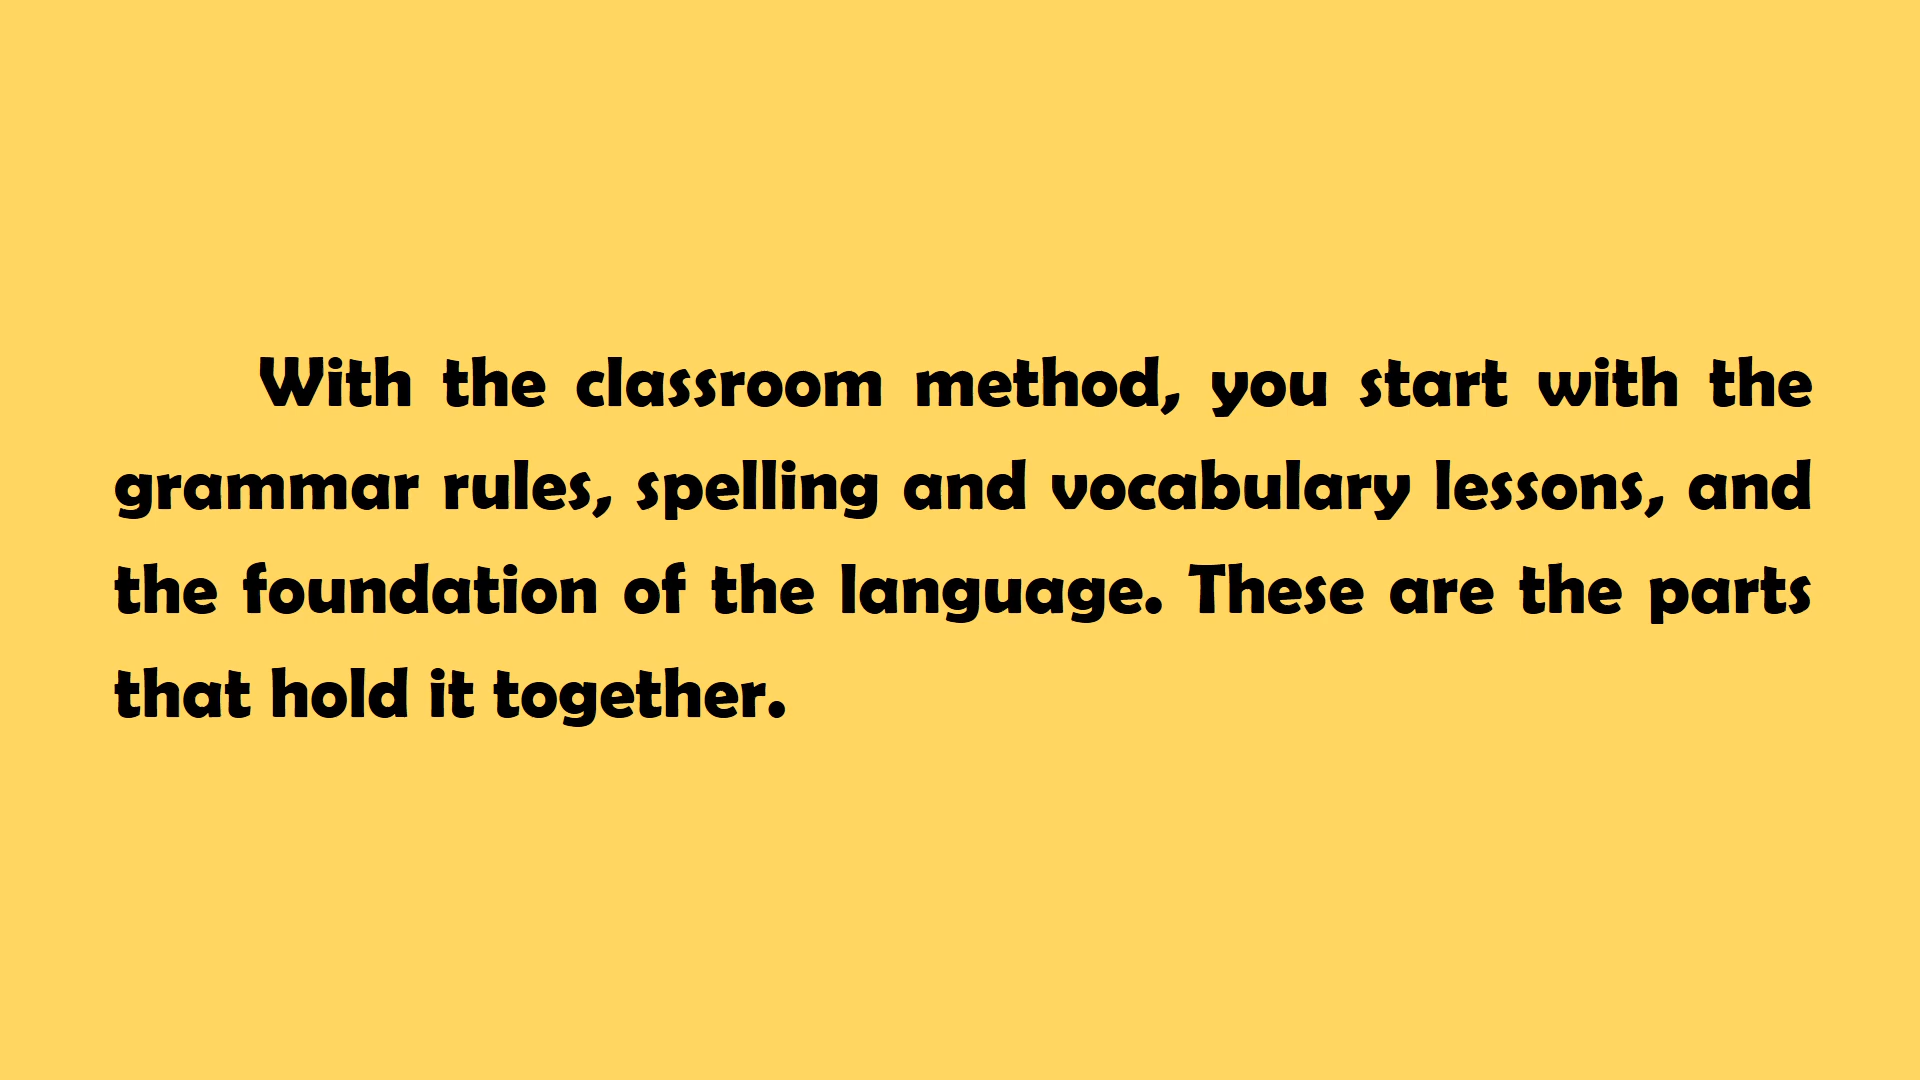 With the classroom method, you start with the
grammar rules, spelling and vocabulary lessons, and
the foundation of the language. These are the parts
that hold it together.